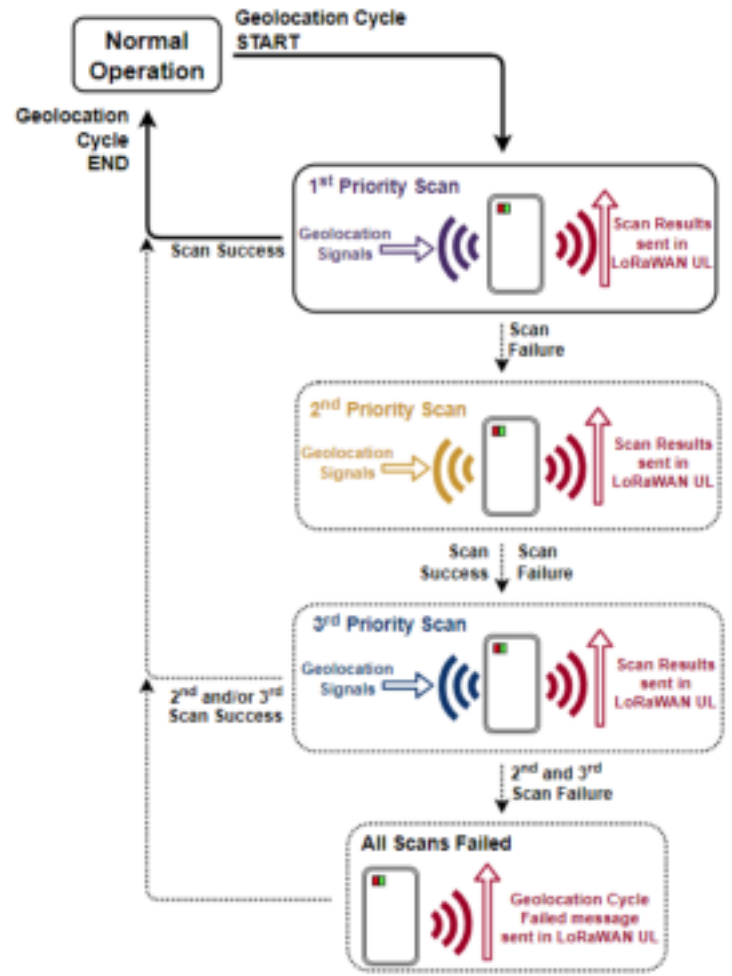 Normal
Operation
Geolocation Cycle
START
Geolocation
Cycle
END
1st Priority Scan
Geolocation
Signals
Scan Results
sent in
LoRaWAN UL
Scan Success
Scan
Failure
2nd Priority Scan
Geolocation
Signals
Scan Results
sent in
LoRaWAN UL
Scan
Success
Scan
Failure
3rd Priority Scan
Geolocation
Signals
Scan Results
sent in
LoRaWAN UL
2nd and/or 3rd
Scan Success
2nd and 3rd
Scan Failure
All Scans Failed
Geolocation Cycle
Failed message
sent in LoRaWAN UL